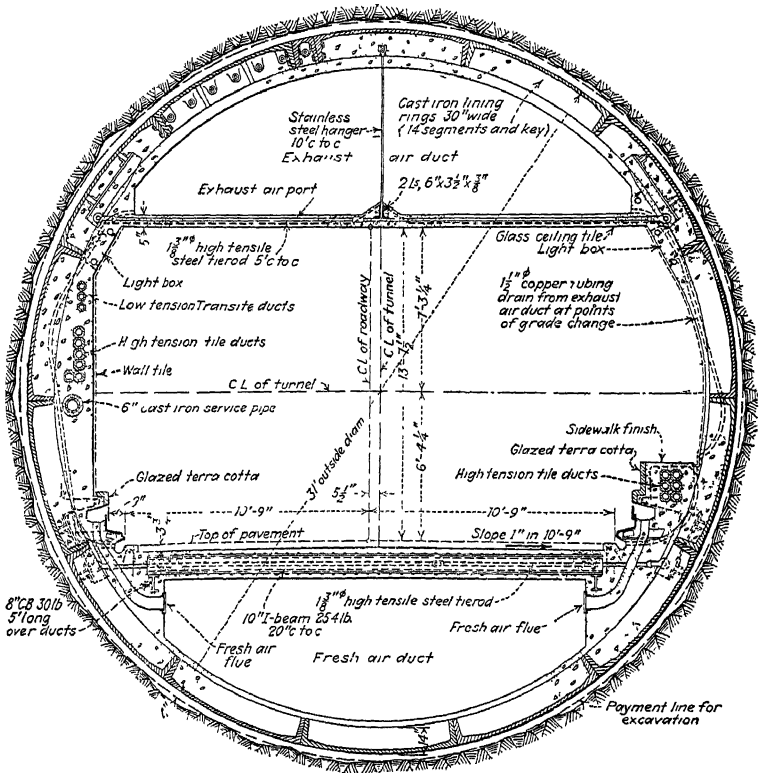 Stainless
steel hanger
10'c to c
Exhaust air duct
Cast iron lining
rings 30" wide
(14 segments and key)
2 Ls, 6"x3½"x⅜"
Exhaust air port
5"
1⅜"ϕ high tensile
steel tierod 5'c to c
Glass ceiling tile
Light box
Light box
Low tension Transite ducts
High tension tile ducts
Wall tile
C L of tunnel
6" cast iron service pipe
C L of roadway
C L of tunnel
13'-7½"
7'-3¼"
6'-4¼"
1½"ϕ copper tubing
drain from exhaust
air duct at points
of grade change
31' outside diam
Sidewalk finish
Glazed terra cotta
High tension tile ducts
Glazed terra cotta
10'-9"
5½"
10'-9"
Top of pavement
Slope 1" in 10'-9"
8"CB 30lb
5'long
over ducts
10" I-beam 25.4 lb.
20"c to c
1⅜"ϕ high tensile steel tierod
Fresh air
flue
Fresh air flue
Fresh air duct
14"
Payment line for
excavation